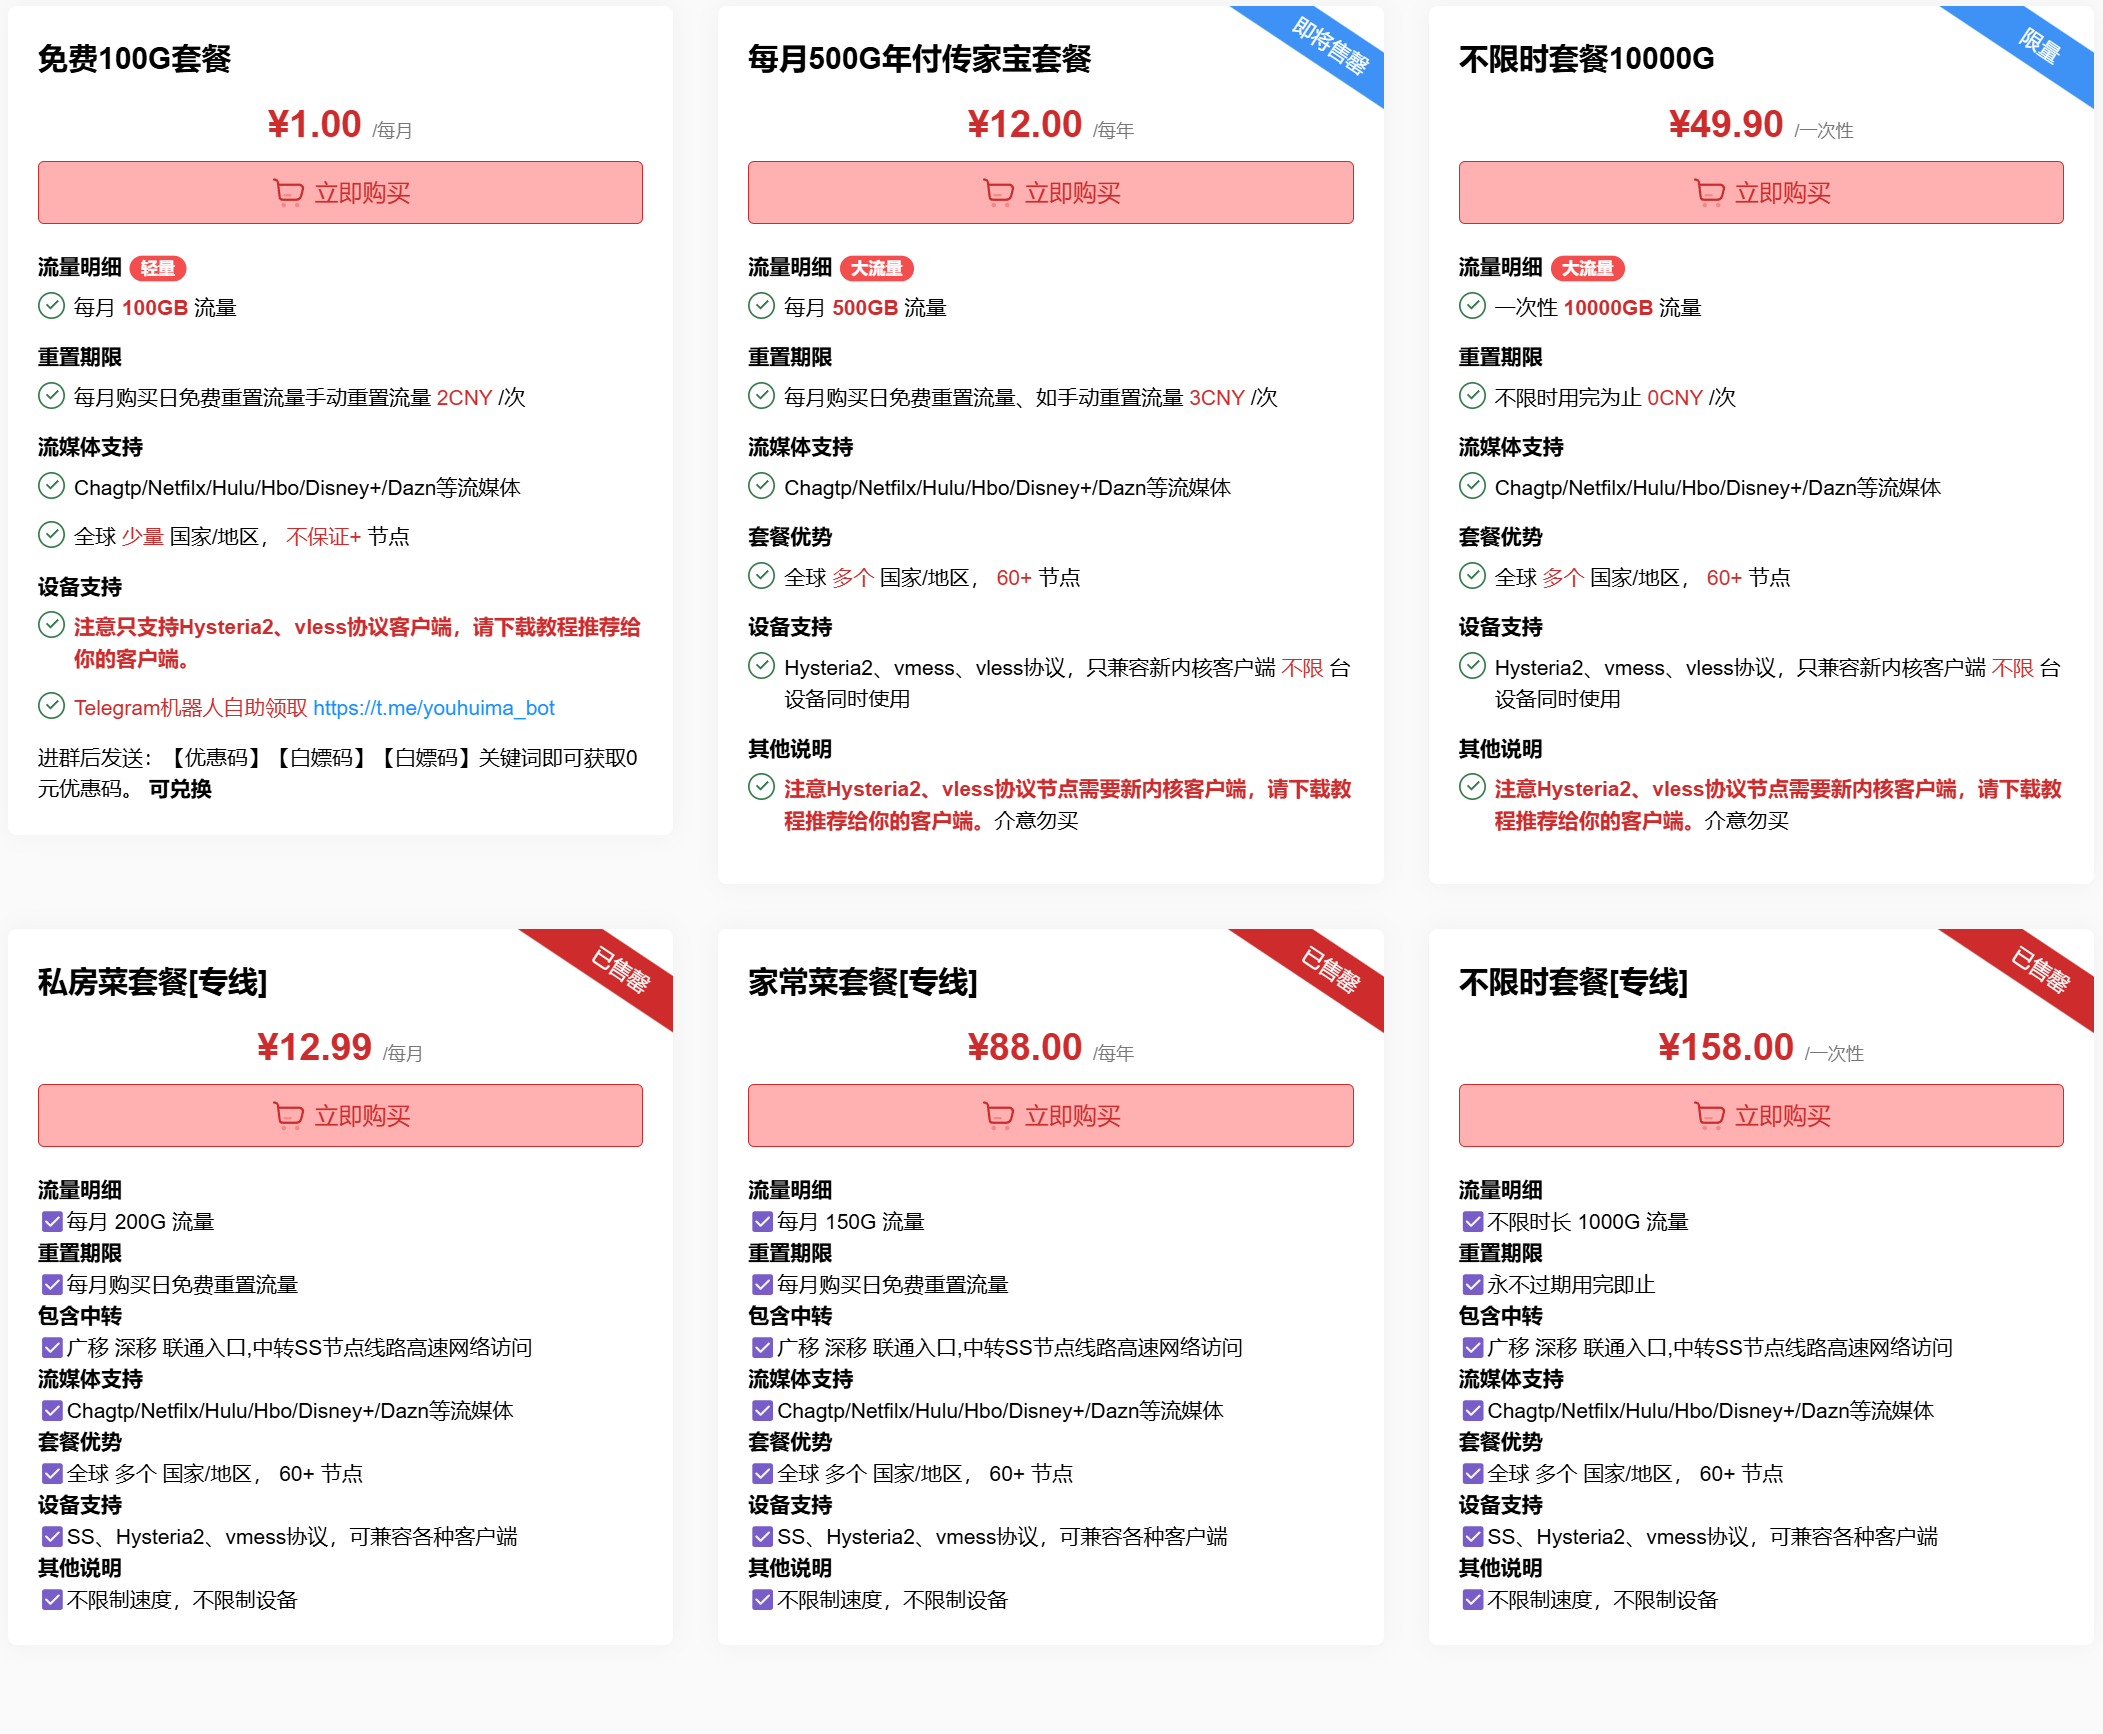 免费100G套餐
¥1.00 /每月
立即购买
流量明细 轻量
每月 100GB 流量
重置期限
每月购买日免费重置流量手动重置流量 2CNY /次
流媒体支持
Chagtp/Netfilx/Hulu/Hbo/Disney+/Dazn等流媒体
全球 少量 国家/地区， 不保证+ 节点
设备支持
注意只支持Hysteria2、vless协议客户端，请下载教程推荐给
你的客户端。
Telegram机器人自助领取 https://t.me/youhuima_bot
进群后发送：【优惠码】【白嫖码】【白嫖码】关键词即可获取0
元优惠码。 可兑换
即将售罄
每月500G年付传家宝套餐
¥12.00 /每年
立即购买
流量明细 大流量
每月 500GB 流量
重置期限
每月购买日免费重置流量、如手动重置流量 3CNY /次
流媒体支持
Chagtp/Netfilx/Hulu/Hbo/Disney+/Dazn等流媒体
套餐优势
全球 多个 国家/地区， 60+ 节点
设备支持
Hysteria2、vmess、vless协议，只兼容新内核客户端 不限 台
设备同时使用
其他说明
注意Hysteria2、vless协议节点需要新内核客户端，请下载教
程推荐给你的客户端。介意勿买
限量
不限时套餐10000G
¥49.90 /一次性
立即购买
流量明细 大流量
一次性 10000GB 流量
重置期限
不限时用完为止 0CNY /次
流媒体支持
Chagtp/Netfilx/Hulu/Hbo/Disney+/Dazn等流媒体
套餐优势
全球 多个 国家/地区， 60+ 节点
设备支持
Hysteria2、vmess、vless协议，只兼容新内核客户端 不限 台
设备同时使用
其他说明
注意Hysteria2、vless协议节点需要新内核客户端，请下载教
程推荐给你的客户端。介意勿买
已售罄
私房菜套餐[专线]
¥12.99 /每月
立即购买
流量明细
每月 200G 流量
重置期限
每月购买日免费重置流量
包含中转
广移 深移 联通入口,中转SS节点线路高速网络访问
流媒体支持
Chagtp/Netfilx/Hulu/Hbo/Disney+/Dazn等流媒体
套餐优势
全球 多个 国家/地区， 60+ 节点
设备支持
SS、Hysteria2、vmess协议，可兼容各种客户端
其他说明
不限制速度，不限制设备
已售罄
家常菜套餐[专线]
¥88.00 /每年
立即购买
流量明细
每月 150G 流量
重置期限
每月购买日免费重置流量
包含中转
广移 深移 联通入口,中转SS节点线路高速网络访问
流媒体支持
Chagtp/Netfilx/Hulu/Hbo/Disney+/Dazn等流媒体
套餐优势
全球 多个 国家/地区， 60+ 节点
设备支持
SS、Hysteria2、vmess协议，可兼容各种客户端
其他说明
不限制速度，不限制设备
已售罄
不限时套餐[专线]
¥158.00 /一次性
立即购买
流量明细
不限时长 1000G 流量
重置期限
永不过期用完即止
包含中转
广移 深移 联通入口,中转SS节点线路高速网络访问
流媒体支持
Chagtp/Netfilx/Hulu/Hbo/Disney+/Dazn等流媒体
套餐优势
全球 多个 国家/地区， 60+ 节点
设备支持
SS、Hysteria2、vmess协议，可兼容各种客户端
其他说明
不限制速度，不限制设备